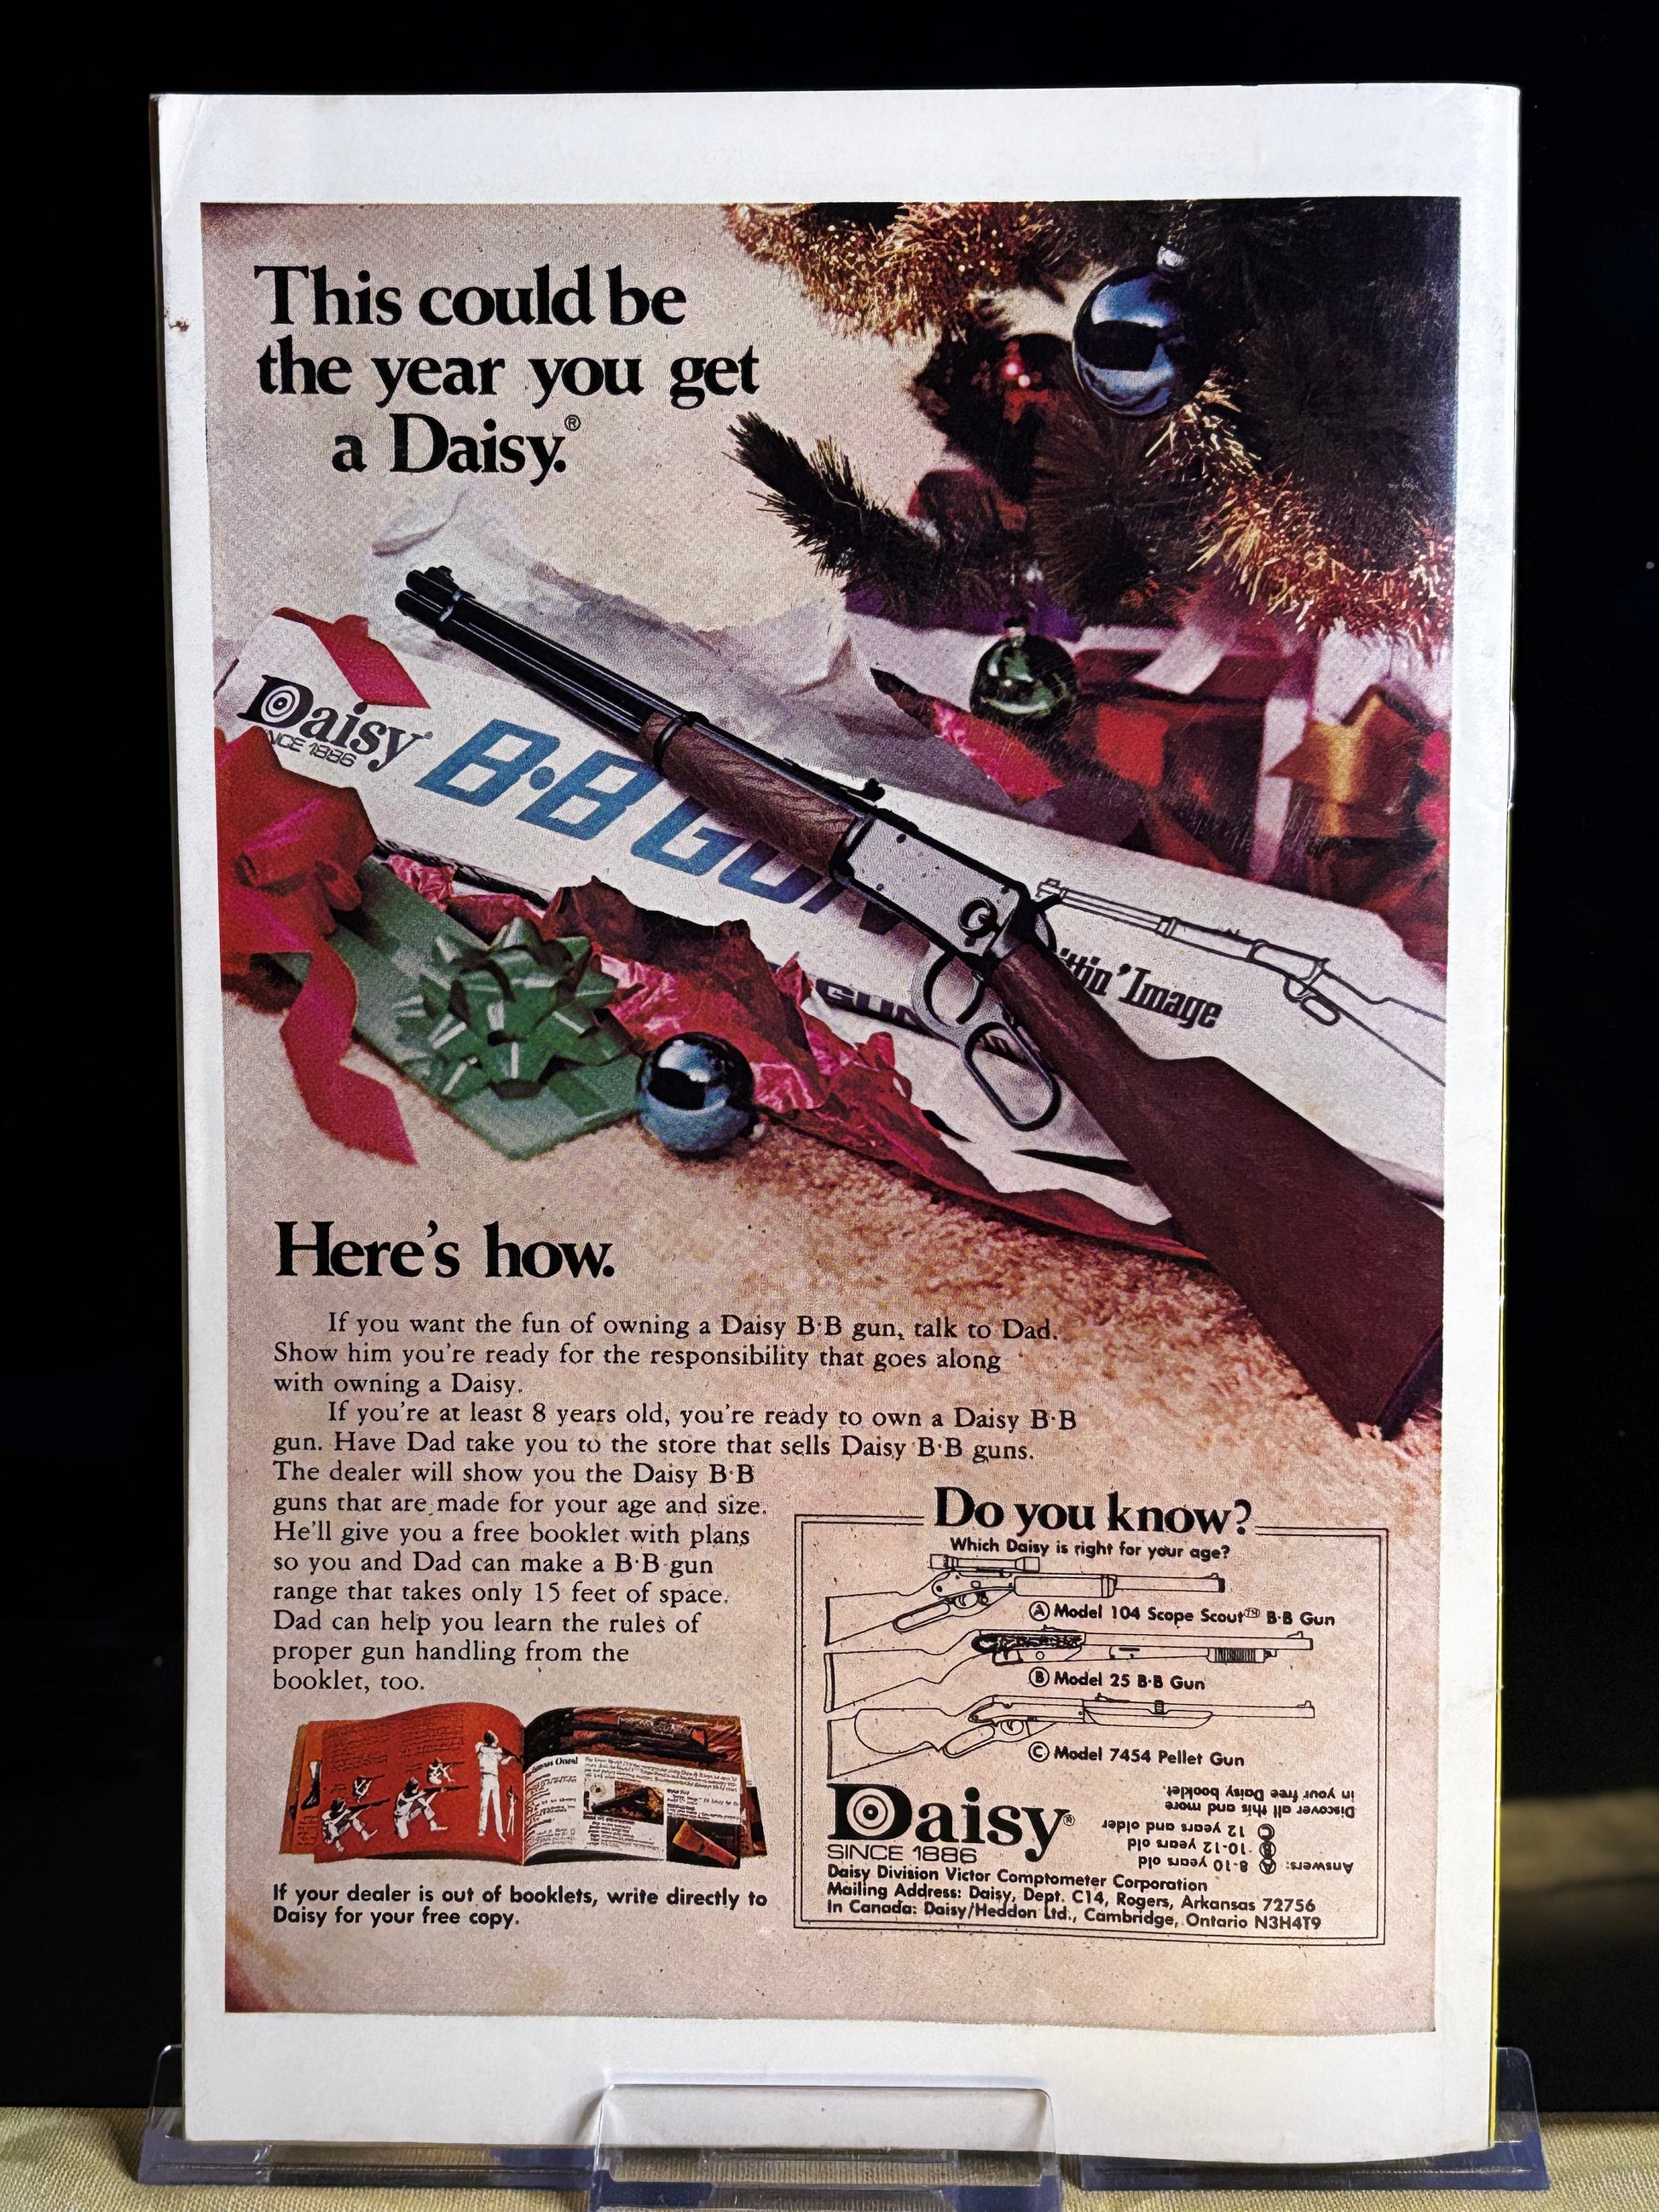 This could be
the year you get
a Daisy.®
Daisy®
SINCE 1886
B·B GUN
GUN
ittin' Image
Here's how.
If you want the fun of owning a Daisy B·B gun, talk to Dad.
Show him you're ready for the responsibility that goes along
with owning a Daisy.
If you're at least 8 years old, you're ready to own a Daisy B·B
gun. Have Dad take you to the store that sells Daisy B·B guns.
The dealer will show you the Daisy B·B
guns that are made for your age and size.
He'll give you a free booklet with plans
so you and Dad can make a B·B gun
range that takes only 15 feet of space.
Dad can help you learn the rules of
proper gun handling from the
booklet, too.
If your dealer is out of booklets, write directly to
Daisy for your free copy.
Do you know?
Which Daisy is right for your age?
Ⓐ Model 104 Scope Scout™ B·B Gun
Ⓑ Model 25 B·B Gun
Ⓒ Model 7454 Pellet Gun
Answers: Ⓐ 8-10 years old
Ⓑ 10-12 years old
Ⓒ 12 years and older
Discover all this and more
in your free Daisy booklet.
Daisy®
SINCE 1886
Daisy Division Victor Comptometer Corporation
Mailing Address: Daisy, Dept. C14, Rogers, Arkansas 72756
In Canada: Daisy/Heddon Ltd., Cambridge, Ontario N3H4T9